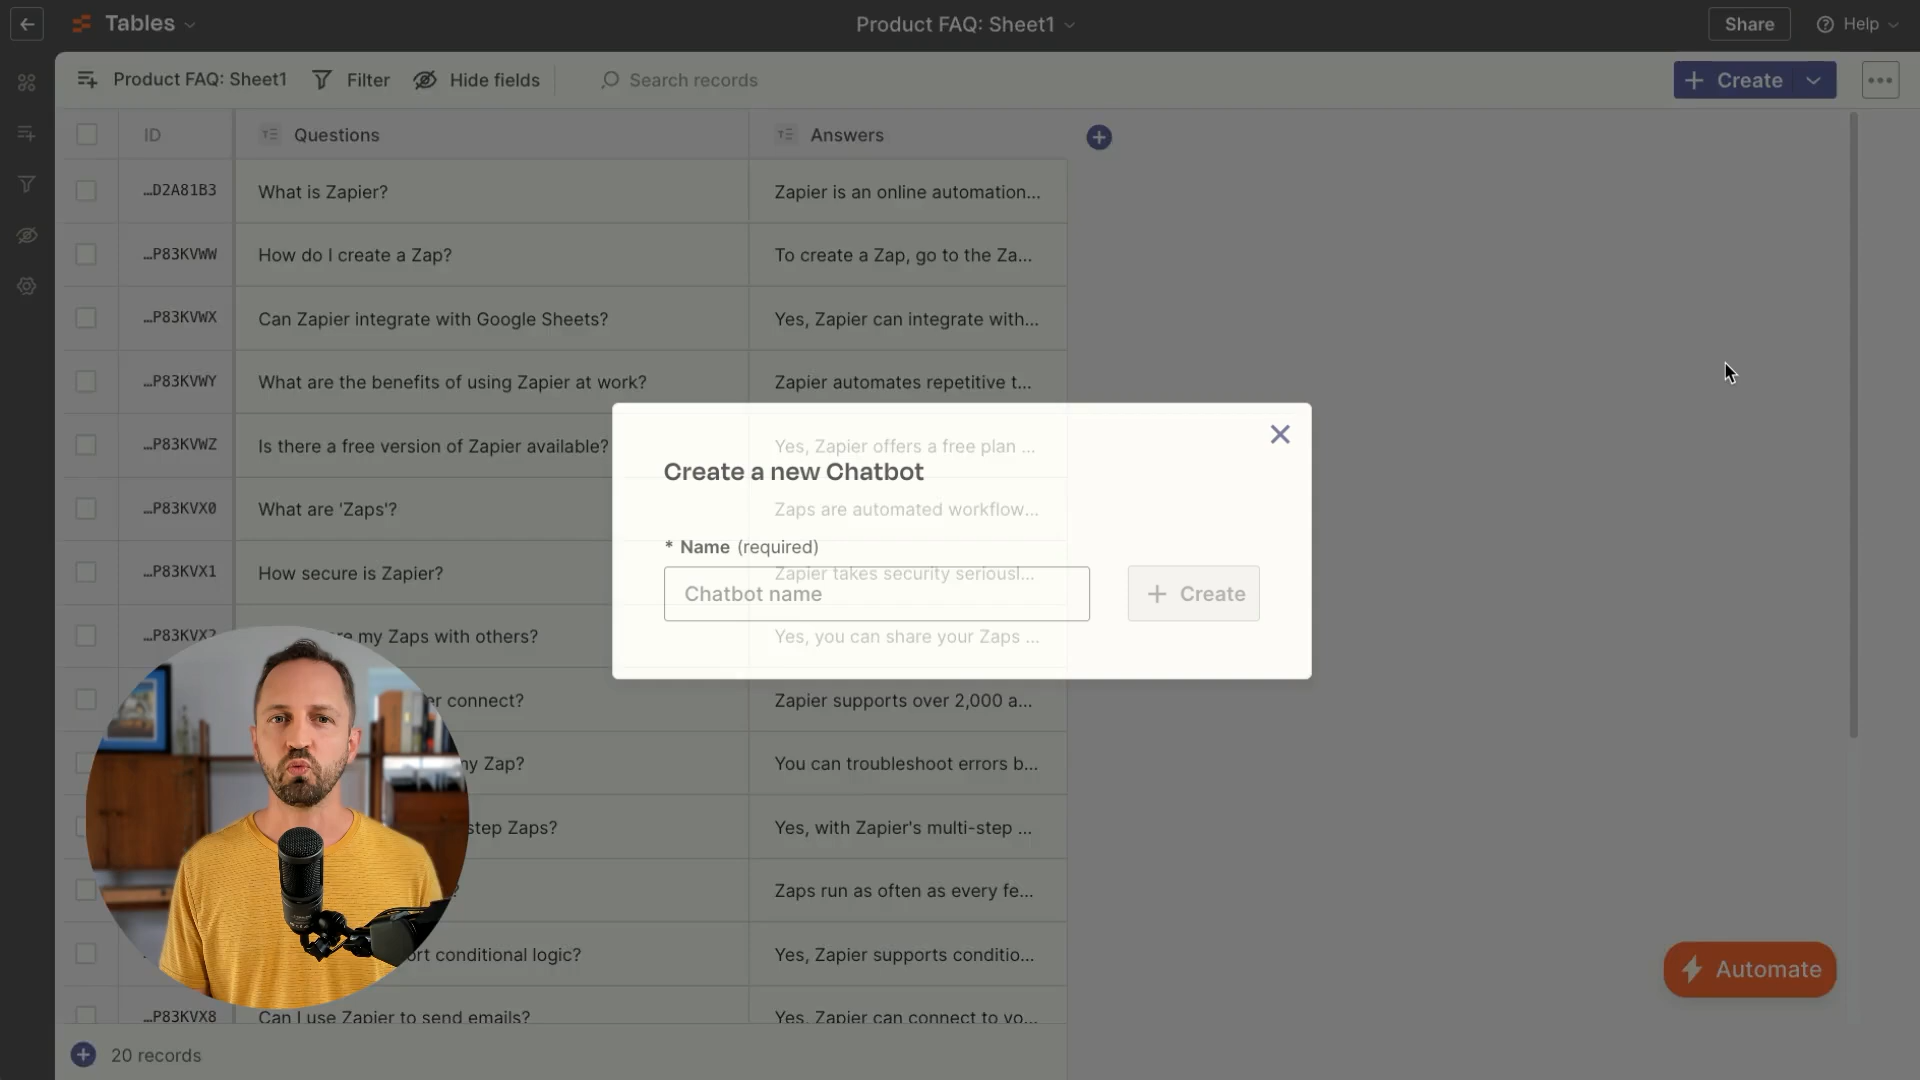 Tables
Product FAQ: Sheet1
Share
Help
Product FAQ: Sheet1
Filter
Hide fields
Search records
+ Create
ID
Questions
Answers
…D2A81B3
What is Zapier?
Zapier is an online automation...
…P83KVWW
How do I create a Zap?
To create a Zap, go to the Za...
…P83KVWX
Can Zapier integrate with Google Sheets?
Yes, Zapier can integrate with...
…P83KVWY
What are the benefits of using Zapier at work?
Zapier automates repetitive t...
…P83KVWZ
Is there a free version of Zapier available?
Yes, Zapier offers a free plan ...
Create a new Chatbot
…P83KVX0
What are 'Zaps'?
Zaps are automated workflow...
* Name (required)
…P83KVX1
How secure is Zapier?
Zapier takes security seriousl...
Chatbot name
+ Create
my Zaps with others?
Yes, you can share your Zaps ...
connect?
Zapier supports over 2,000 a...
Zap?
You can troubleshoot errors b...
step Zaps?
Yes, with Zapier's multi-step ...
?
Zaps run as often as every fe...
conditional logic?
Yes, Zapier supports conditio...
Automate
…P83KVX8
Can I use Zapier to send emails?
Yes, Zapier can connect to yo...
20 records